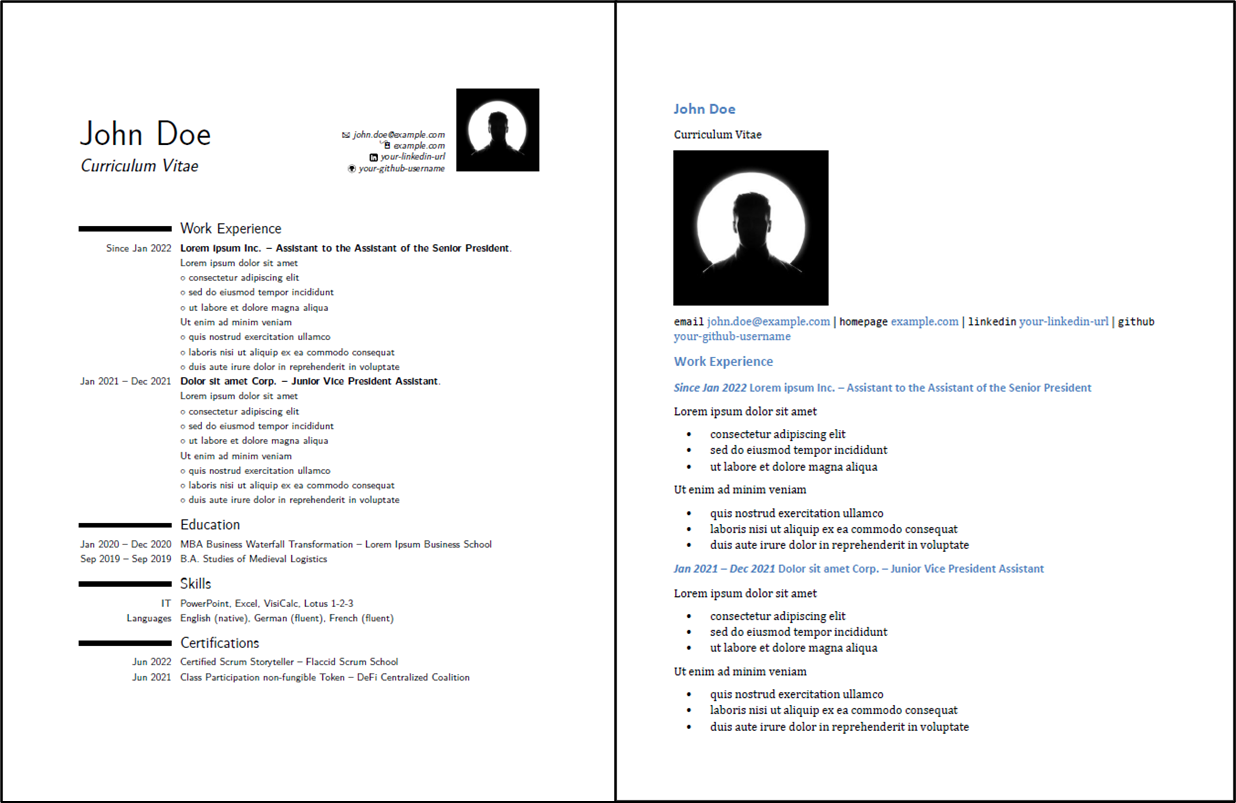 John Doe
Curriculum Vitae
john.doe@example.com
example.com
your-linkedin-url
your-github-username
Work Experience
Since Jan 2022 Lorem ipsum Inc. – Assistant to the Assistant of the Senior President.
Lorem ipsum dolor sit amet
○ consectetur adipiscing elit
○ sed do eiusmod tempor incididunt
○ ut labore et dolore magna aliqua
Ut enim ad minim veniam
○ quis nostrud exercitation ullamco
○ laboris nisi ut aliquip ex ea commodo consequat
○ duis aute irure dolor in reprehenderit in voluptate
Jan 2021 – Dec 2021 Dolor sit amet Corp. – Junior Vice President Assistant.
Lorem ipsum dolor sit amet
○ consectetur adipiscing elit
○ sed do eiusmod tempor incididunt
○ ut labore et dolore magna aliqua
Ut enim ad minim veniam
○ quis nostrud exercitation ullamco
○ laboris nisi ut aliquip ex ea commodo consequat
○ duis aute irure dolor in reprehenderit in voluptate
Education
Jan 2020 – Dec 2020 MBA Business Waterfall Transformation – Lorem Ipsum Business School
Sep 2019 – Sep 2019 B.A. Studies of Medieval Logistics
Skills
IT PowerPoint, Excel, VisiCalc, Lotus 1-2-3
Languages English (native), German (fluent), French (fluent)
Certifications
Jun 2022 Certified Scrum Storyteller – Flaccid Scrum School
Jun 2021 Class Participation non-fungible Token – DeFi Centralized Coalition
John Doe
Curriculum Vitae
email john.doe@example.com | homepage example.com | linkedin your-linkedin-url | github
your-github-username
Work Experience
Since Jan 2022 Lorem ipsum Inc. – Assistant to the Assistant of the Senior President
Lorem ipsum dolor sit amet
• consectetur adipiscing elit
• sed do eiusmod tempor incididunt
• ut labore et dolore magna aliqua
Ut enim ad minim veniam
• quis nostrud exercitation ullamco
• laboris nisi ut aliquip ex ea commodo consequat
• duis aute irure dolor in reprehenderit in voluptate
Jan 2021 – Dec 2021 Dolor sit amet Corp. – Junior Vice President Assistant
Lorem ipsum dolor sit amet
• consectetur adipiscing elit
• sed do eiusmod tempor incididunt
• ut labore et dolore magna aliqua
Ut enim ad minim veniam
• quis nostrud exercitation ullamco
• laboris nisi ut aliquip ex ea commodo consequat
• duis aute irure dolor in reprehenderit in voluptate